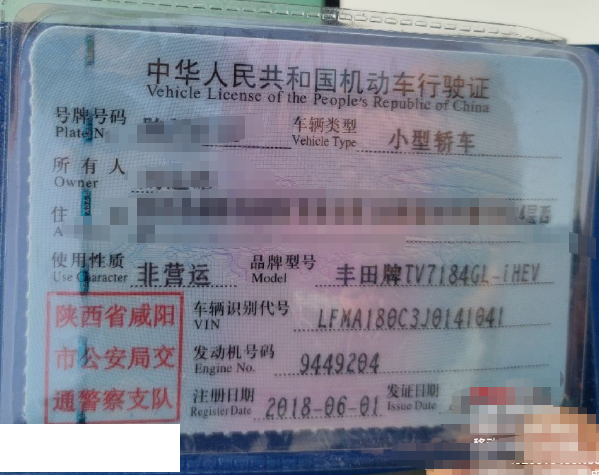 中华人民共和国机动车行驶证
Vehicle License of the People's Republic of China
号牌号码
Plate N
车辆类型
Vehicle Type
小型轿车
所有人
Owner
住
A
使用性质
Use Character
非营运
品牌型号
Model
丰田牌TV7184GL-iHEV
陕西省咸阳
市公安局交
通警察支队
车辆识别代号
VIN
LFMA180C3J0141041
发动机号码
Engine No.
9449204
注册日期
Register Date
2018-06-01
发证日期
Issue Date